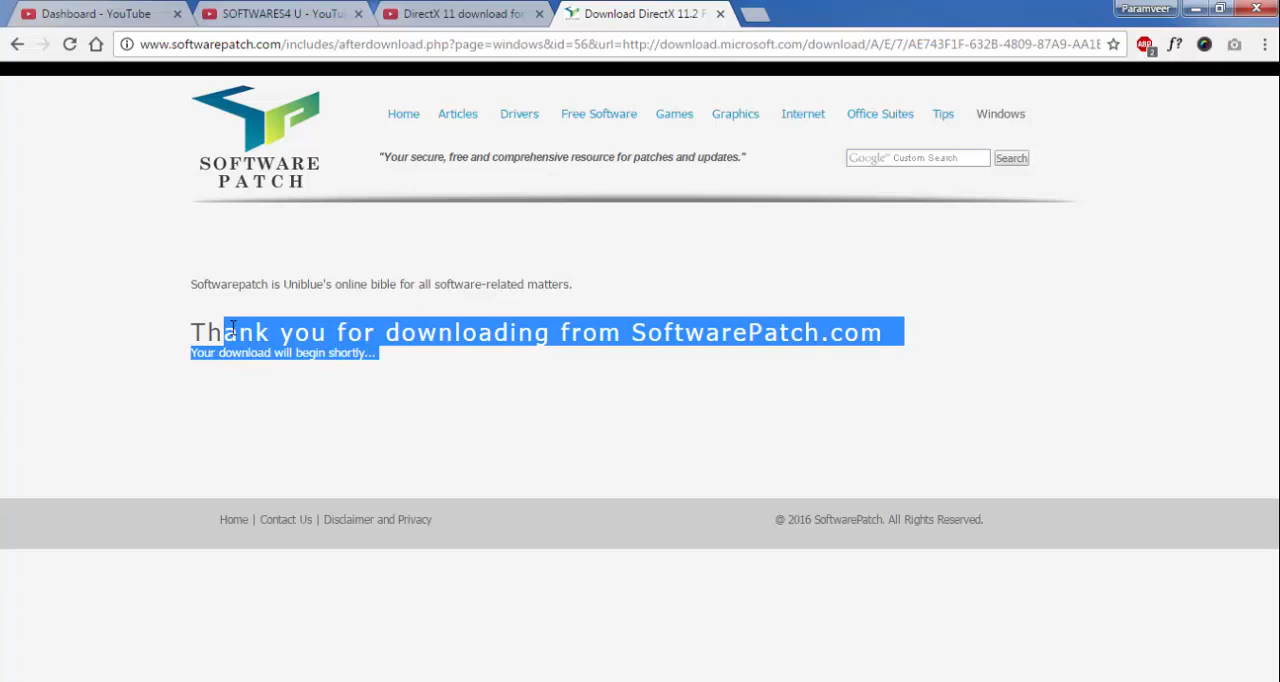 Dashboard - YouTube
SOFTWARES4 U - YouTu
DirectX 11 download for
Download DirectX 11.2 F
Paramveer
www.softwarepatch.com/includes/afterdownload.php?page=windows&id=56&url=http://download.microsoft.com/download/A/E/7/AE743F1F-632B-4809-87A9-AA1E
ABP
2
f?
SOFTWARE
PATCH
Home
Articles
Drivers
Free Software
Games
Graphics
Internet
Office Suites
Tips
Windows
"Your secure, free and comprehensive resource for patches and updates."
Google™ Custom Search
Search
Softwarepatch is Uniblue's online bible for all software-related matters.
Thank you for downloading from SoftwarePatch.com
Your download will begin shortly...
Home | Contact Us | Disclaimer and Privacy
© 2016 SoftwarePatch. All Rights Reserved.